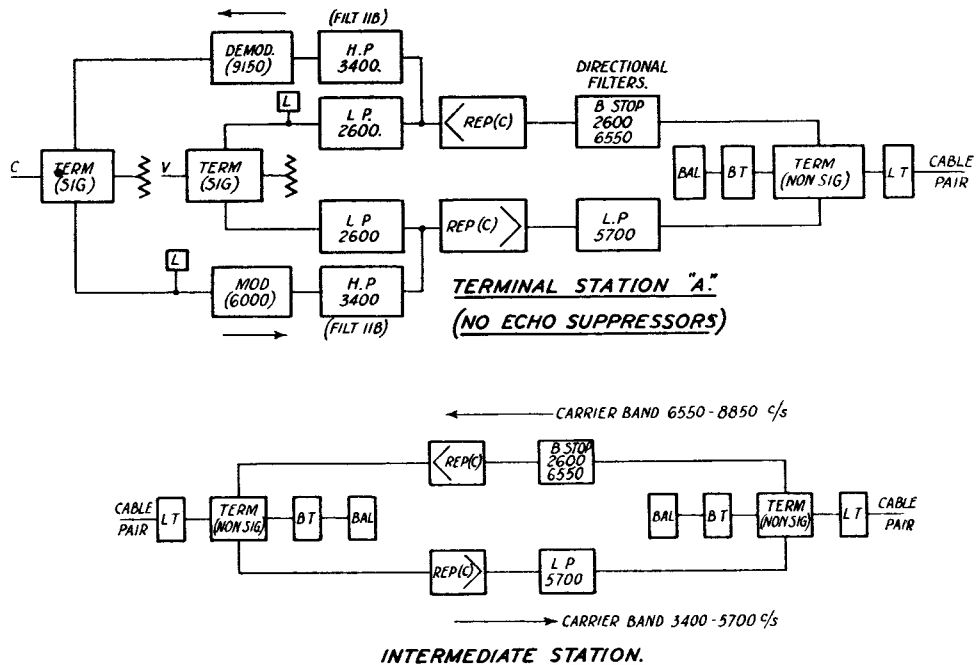 (FILT 11B)
DEMOD.
(9150)
H.P
3400.
DIRECTIONAL
FILTERS.
L
L P.
2600.
REP(C)
B STOP
2600
6550
C
TERM
(SIG)
V
TERM
(SIG)
BAL
BT
TERM
(NON SIG)
LT
CABLE
PAIR
L P
2600
REP(C)
L.P
5700
L
MOD
(6000)
H.P
3400
(FILT 11B)
TERMINAL STATION "A."
(NO ECHO SUPPRESSORS)
CARRIER BAND 6550-8850 c/s
REP(C)
B STOP
2600
6550
CABLE
PAIR
LT
TERM
(NON SIG)
BT
BAL
BAL
BT
TERM
(NON SIG)
LT
CABLE
PAIR
REP(C)
L P
5700
CARRIER BAND 3400-5700 c/s
INTERMEDIATE STATION.